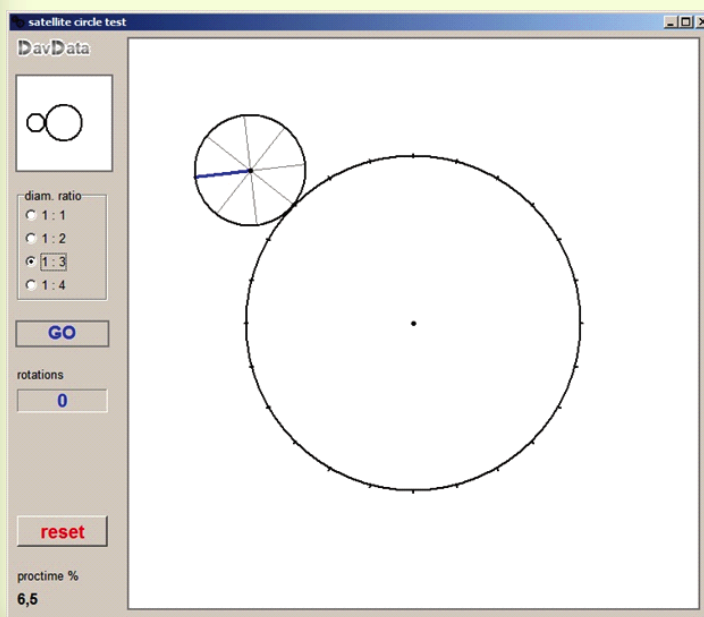 satellite circle test
DavData
diam. ratio
1 : 1
1 : 2
1 : 3
1 : 4
GO
rotations
0
reset
proctime %
6,5